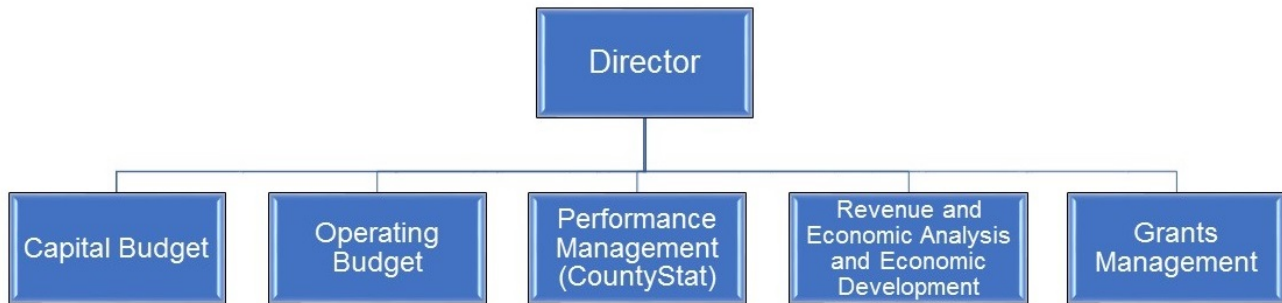 Director
Capital Budget
Operating
Budget
Performance
Management
(CountyStat)
Revenue and
Economic Analysis
and Economic
Development
Grants
Management